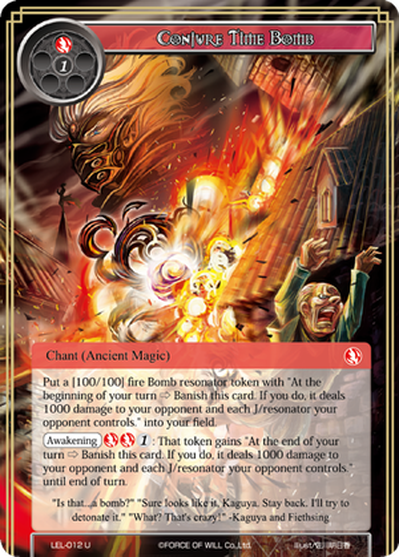 Conjure Time Bomb
1
Chant (Ancient Magic)
Put a [100/100] fire Bomb resonator token with "At the
beginning of your turn ⇨ Banish this card. If you do, it deals
1000 damage to your opponent and each J/resonator your
opponent controls." into your field.
Awakening 1 : That token gains "At the end of your
turn ⇨ Banish this card. If you do, it deals 1000 damage to
your opponent and each J/resonator your opponent controls."
until end of turn.
"Is that...a bomb?" "Sure looks like it, Kaguya. Stay back. I'll try to
detonate it." "What? That's crazy!" -Kaguya and Fiethsing
LEL-012 U
©FORCE OF WILL Co.,Ltd.
Illust/